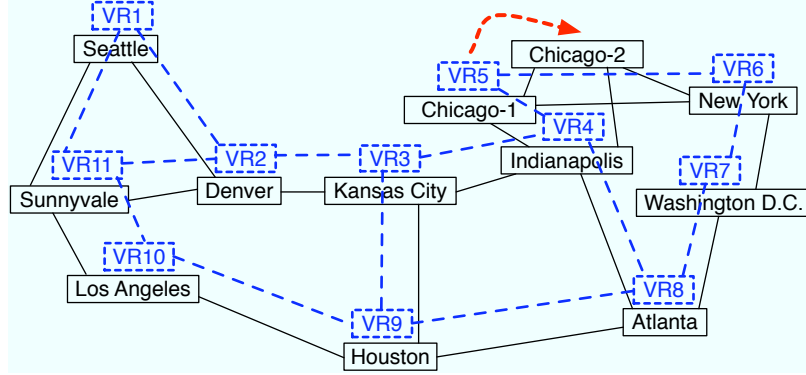 VR1
Seattle
Chicago-2
VR5
VR6
Chicago-1
New York
VR4
VR11
VR2
VR3
Indianapolis
VR7
Sunnyvale
Denver
Kansas City
Washington D.C.
VR10
Los Angeles
VR8
VR9
Atlanta
Houston